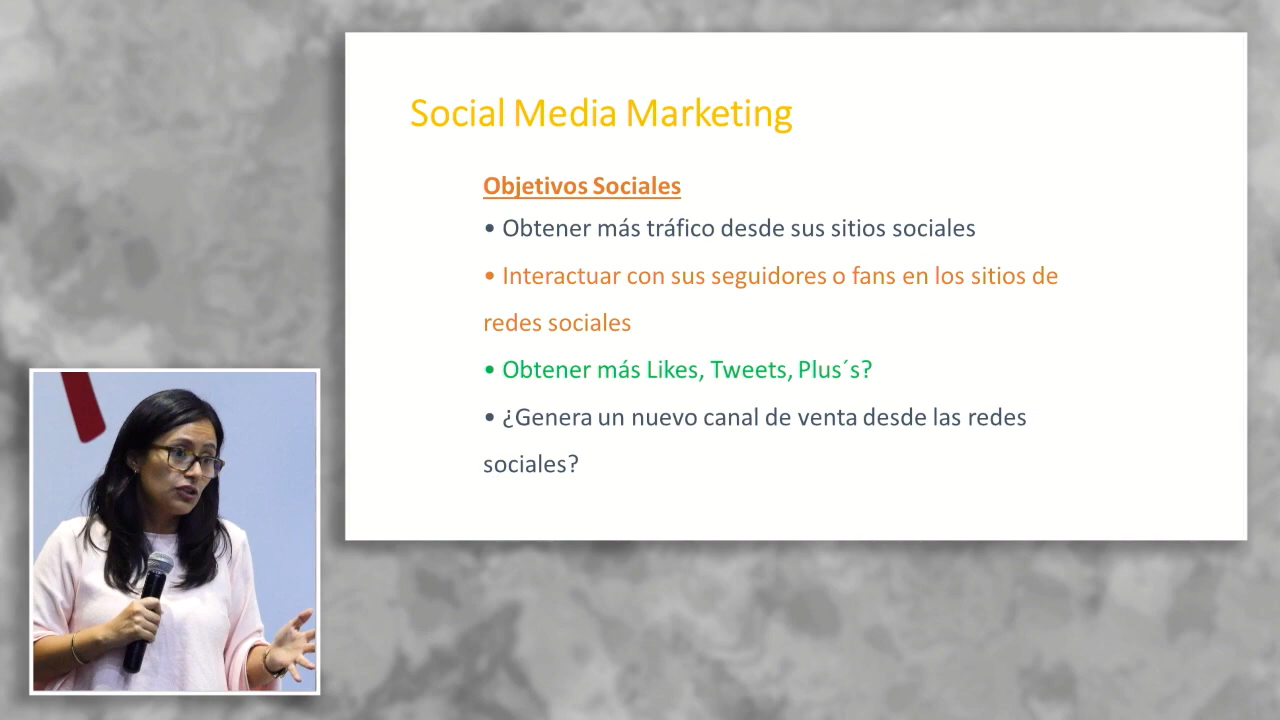 Social Media Marketing
Objetivos Sociales
• Obtener más tráfico desde sus sitios sociales
• Interactuar con sus seguidores o fans en los sitios de
redes sociales
• Obtener más Likes, Tweets, Plus´s?
• ¿Genera un nuevo canal de venta desde las redes
sociales?